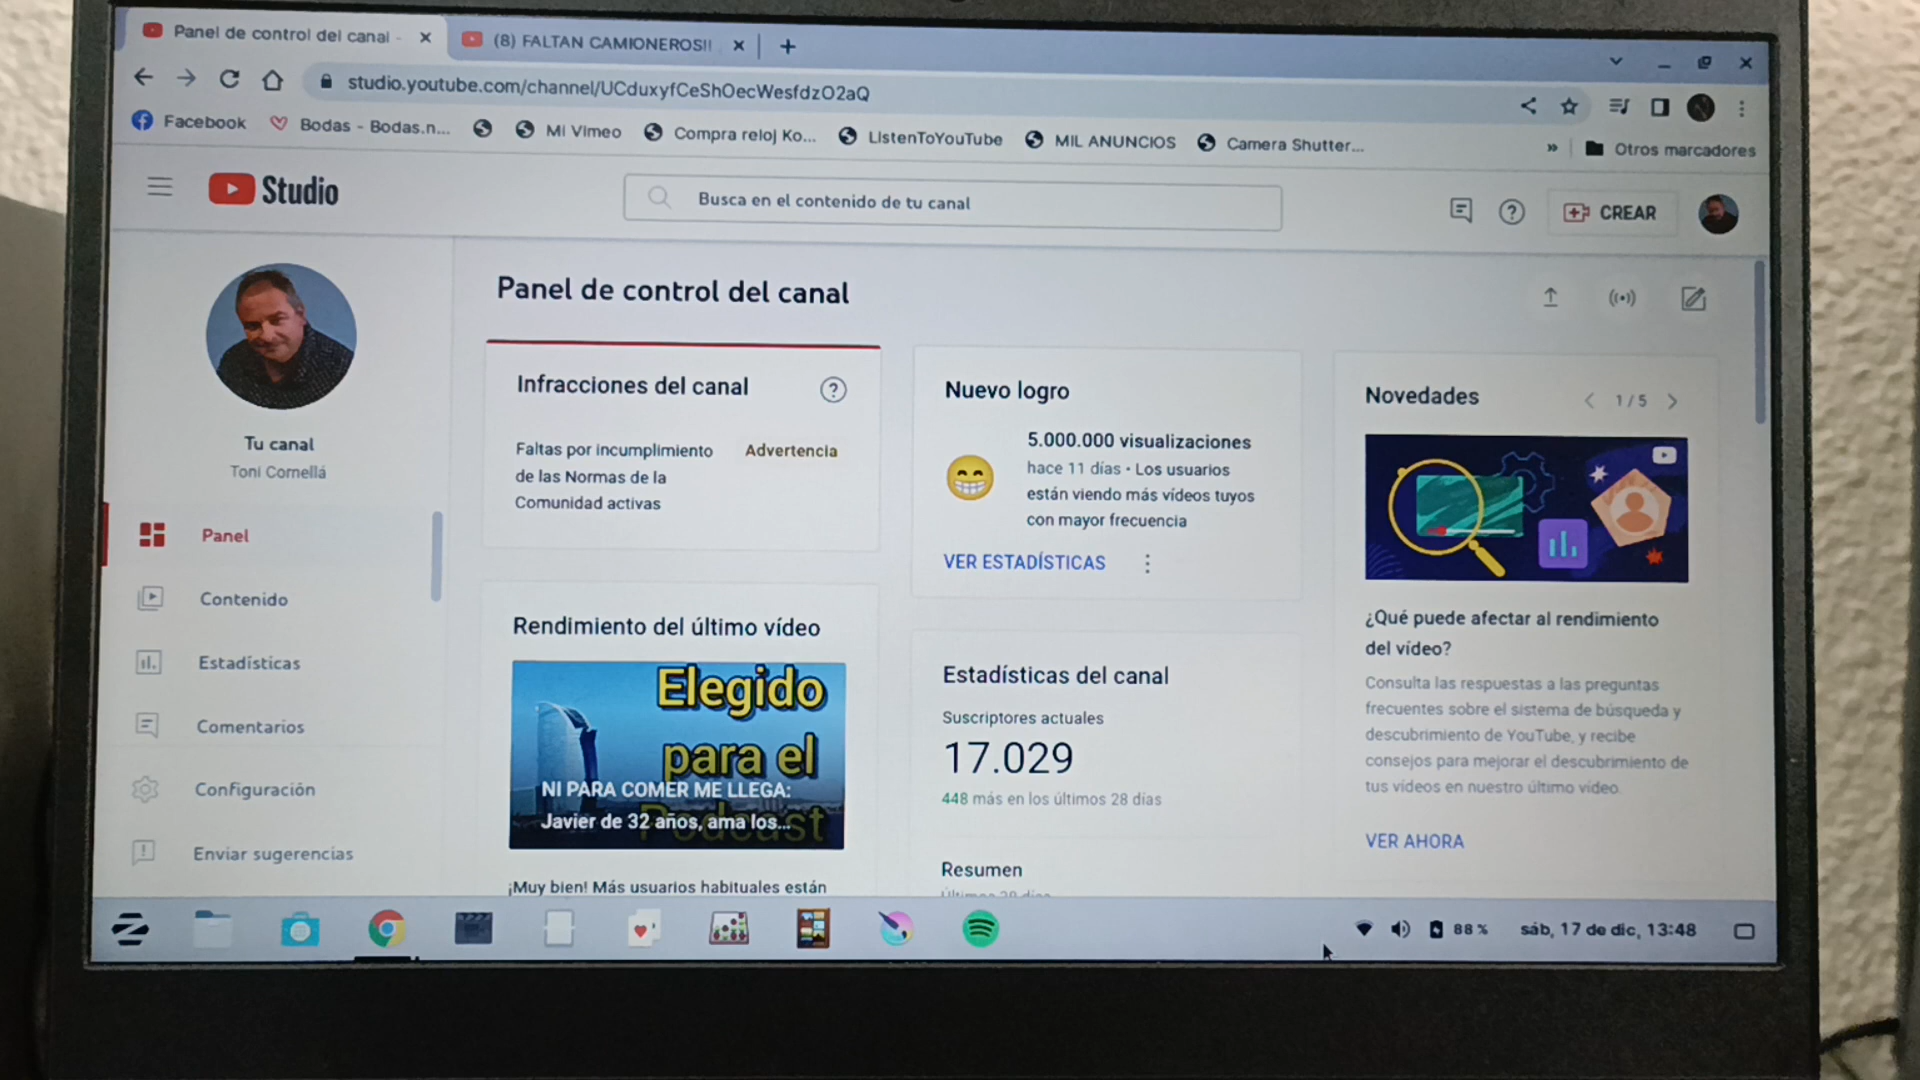 Panel de control del canal -
(8) FALTAN CAMIONEROS!!
studio.youtube.com/channel/UCduxyfCeShOecWesfdzO2aQ
Facebook
Bodas - Bodas.n...
Mi Vimeo
Compra reloj Ko...
ListenToYouTube
MIL ANUNCIOS
Camera Shutter...
»
Otros marcadores
Studio
Busca en el contenido de tu canal
CREAR
Tu canal
Toni Comellá
Panel
Contenido
Estadísticas
Comentarios
Configuración
Enviar sugerencias
Panel de control del canal
Infracciones del canal
Faltas por incumplimiento
de las Normas de la
Comunidad activas
Advertencia
Rendimiento del último vídeo
Elegido
para el
Podcast
NI PARA COMER ME LLEGA:
Javier de 32 años, ama los...
¡Muy bien! Más usuarios habituales están
Nuevo logro
5.000.000 visualizaciones
hace 11 días • Los usuarios
están viendo más vídeos tuyos
con mayor frecuencia
VER ESTADÍSTICAS
Estadísticas del canal
Suscriptores actuales
17.029
448 más en los últimos 28 días
Resumen
Novedades
1 / 5
¿Qué puede afectar al rendimiento
del vídeo?
Consulta las respuestas a las preguntas
frecuentes sobre el sistema de búsqueda y
descubrimiento de YouTube, y recibe
consejos para mejorar el descubrimiento de
tus vídeos en nuestro último vídeo.
VER AHORA
88 %
sáb, 17 de dic, 13:48